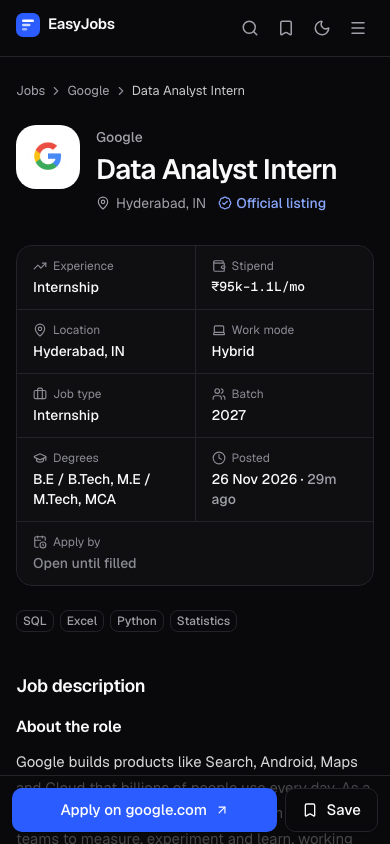 EasyJobs
Jobs > Google > Data Analyst Intern
Google
Data Analyst Intern
Hyderabad, IN Official listing
Experience
Internship
Stipend
₹95k–1.1L/mo
Location
Hyderabad, IN
Work mode
Hybrid
Job type
Internship
Batch
2027
Degrees
B.E / B.Tech, M.E /
M.Tech, MCA
Posted
26 Nov 2026 · 29m
ago
Apply by
Open until filled
SQL Excel Python Statistics
Job description
About the role
Google builds products like Search, Android, Maps
and Cloud that billions of people use every day. As a
Apply on google.com Save
teams to measure, experiment and learn, working